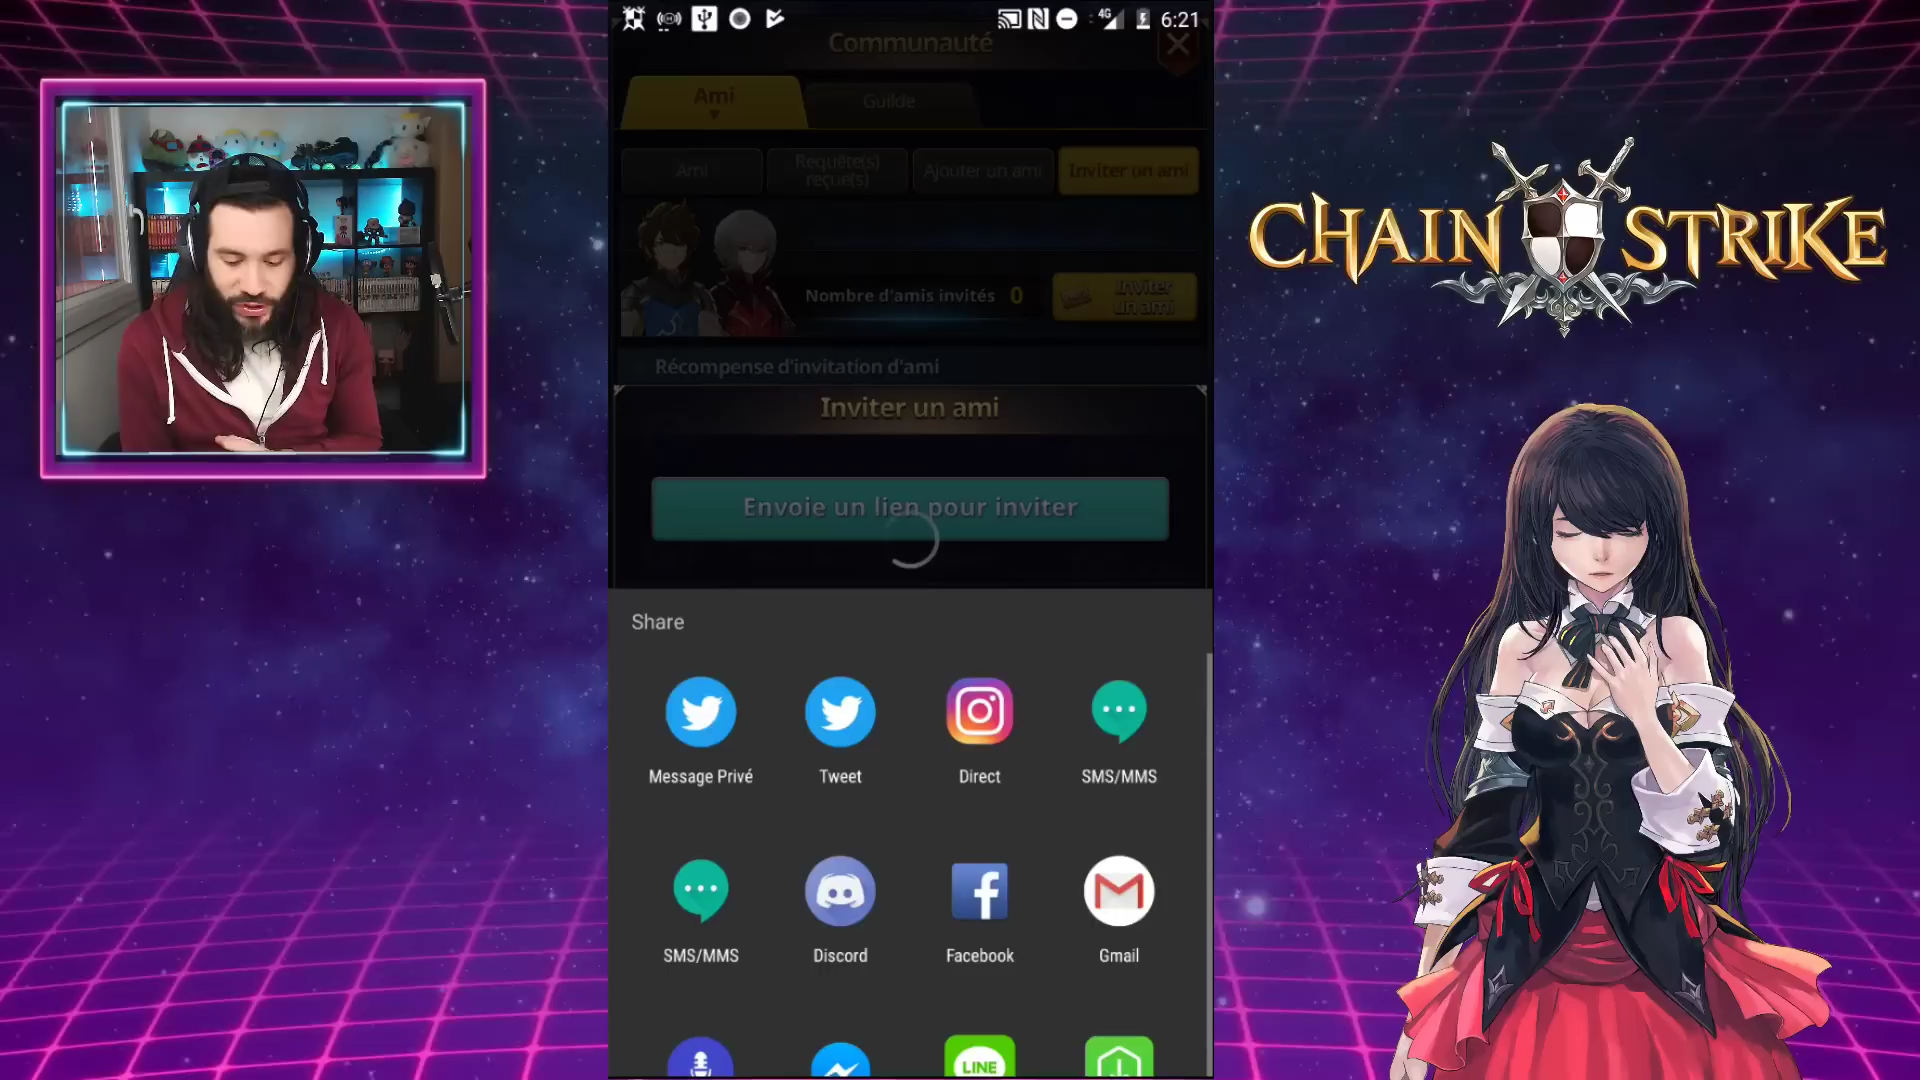 6:21
4G
Communauté
Ami
Guilde
Ami
Requête(s)
reçue(s)
Ajouter un ami
Inviter un ami
Nombre d'amis invités 0
Inviter
un ami
Récompense d'invitation d'ami
Inviter un ami
Envoie un lien pour inviter
Share
Message Privé
Tweet
Direct
SMS/MMS
SMS/MMS
Discord
Facebook
Gmail
LINE
CHAIN STRIKE